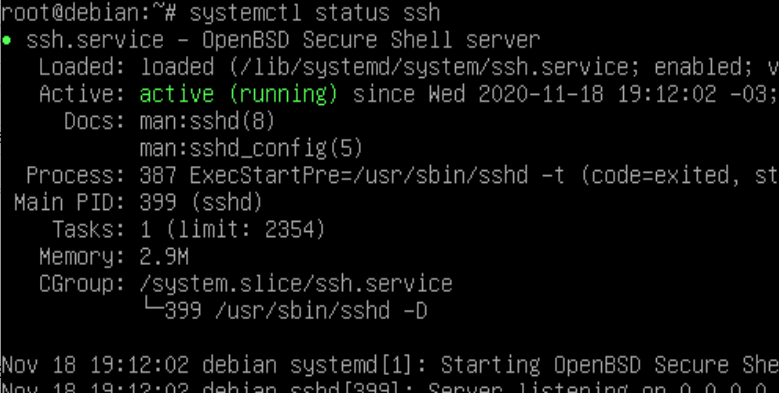 root@debian:~# systemctl status ssh
● ssh.service - OpenBSD Secure Shell server
Loaded: loaded (/lib/systemd/system/ssh.service; enabled; v
Active: active (running) since Wed 2020-11-18 19:12:02 -03;
Docs: man:sshd(8)
man:sshd_config(5)
Process: 387 ExecStartPre=/usr/sbin/sshd -t (code=exited, st
Main PID: 399 (sshd)
Tasks: 1 (limit: 2354)
Memory: 2.9M
CGroup: /system.slice/ssh.service
└─399 /usr/sbin/sshd -D
Nov 18 19:12:02 debian systemd[1]: Starting OpenBSD Secure She
Nov 18 19:12:02 debian sshd[399]: Server listening on 0.0.0.0